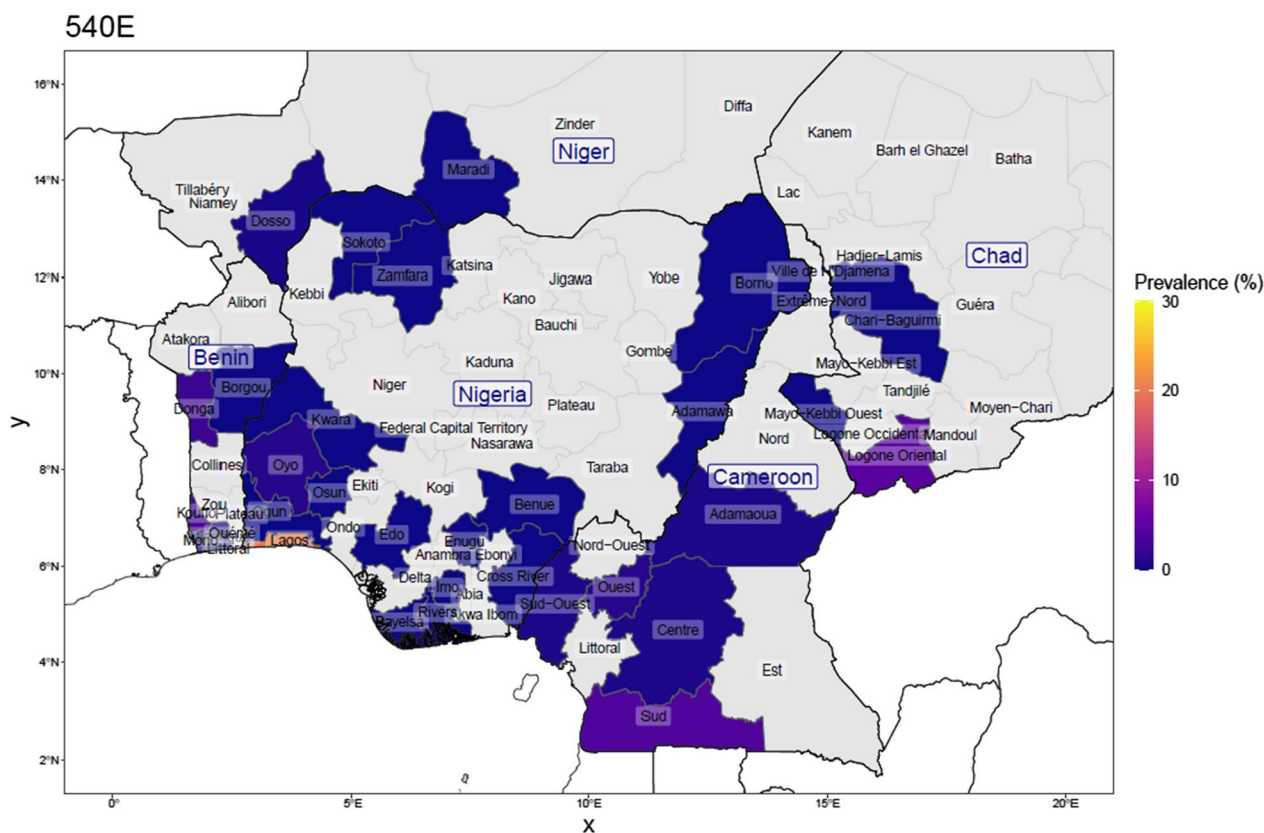 540E
Prevalence (%)
30
20
10
0
16°N
14°N
12°N
10°N
8°N
6°N
4°N
2°N
y
0°
5°E
10°E
15°E
20°E
x
Diffa
Zinder
Kanem
Niger
Barh el Ghazel
Batha
Maradi
Tillabéry
Niamey
Lac
Dosso
Sokoto
Hadjer-Lamis
Chad
Katsina
Zamfara
Ville de N'Djamena
Jigawa
Yobe
Borno
Kebbi
Alibori
Kano
Extrême-Nord
Guéra
Bauchi
Chari-Baguirmi
Atakora
Benin
Gombe
Kaduna
Mayo-Kebbi Est
Borgou
Niger
Nigeria
Tandjilé
Donga
Plateau
Adamawa
Mayo-Kebbi Ouest
Moyen-Chari
Kwara
Federal Capital Territory
Nord
Logone Occidental
Mandoul
Nasarawa
Oyo
Collines
Taraba
Logone Oriental
Cameroon
Osun
Ekiti
Kogi
Zou
Kouffo
Plateau
Ogun
Benue
Adamaoua
Ondo
Edo
Ouémé
Mono
Littoral
Lagos
Enugu
Nord-Ouest
Anambra
Ebonyi
Delta
Cross River
Imo
Abia
Ouest
Sud-Ouest
Rivers
Akwa Ibom
Bayelsa
Centre
Littoral
Est
Sud